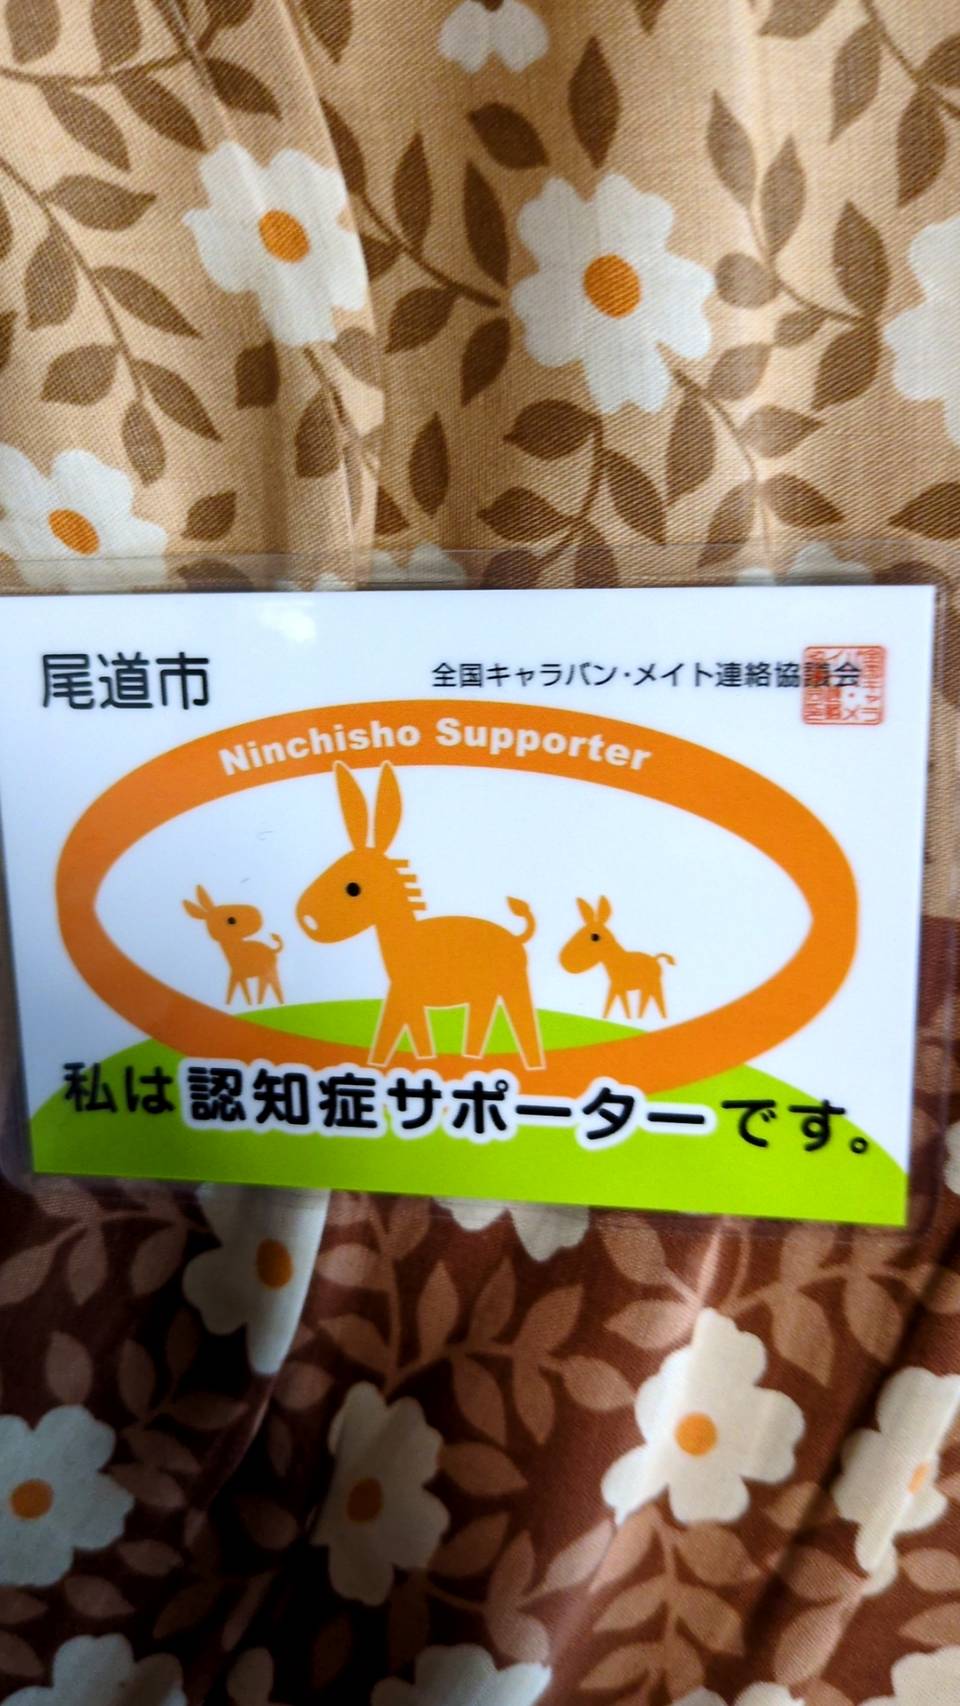 尾道市
全国キャラバン・メイト連絡協議会
Ninchisho Supporter
私は認知症サポーターです。